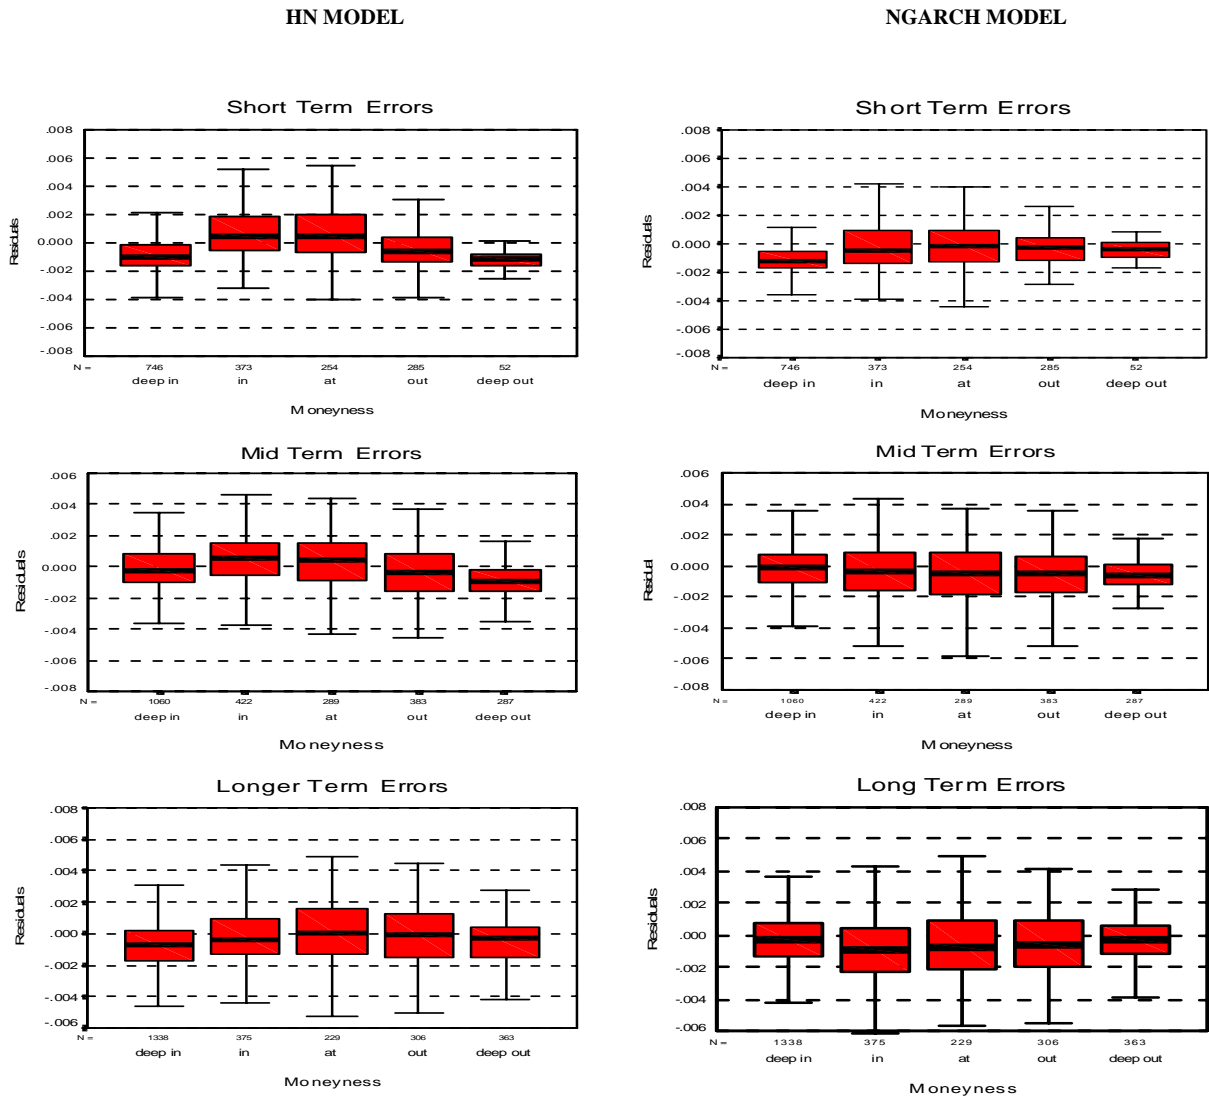 HN MODEL
NGARCH MODEL
Short Term Errors
.008
.006
.004
.002
0.000
-.002
-.004
-.006
-.008
Residuals
N = 746 373 254 285 52
deep in in at out deep out
Moneyness
Short Term Errors
.008
.006
.004
.002
0.000
-.002
-.004
-.006
-.008
Residuals
N = 746 373 254 285 52
deep in in at out deep out
Moneyness
Mid Term Errors
.006
.004
.002
0.000
-.002
-.004
-.006
-.008
Residuals
N = 1060 422 289 383 287
deep in in at out deep out
Moneyness
Mid Term Errors
.006
.004
.002
0.000
-.002
-.004
-.006
-.008
Residual
N = 1060 422 289 383 287
deep in in at out deep out
Moneyness
Longer Term Errors
.008
.006
.004
.002
0.000
-.002
-.004
-.006
Residuals
N = 1338 375 229 306 363
deep in in at out deep out
Moneyness
Long Term Errors
.008
.006
.004
.002
.000
-.002
-.004
-.006
Residuals
N = 1338 375 229 306 363
deep in in at out deep out
Moneyness